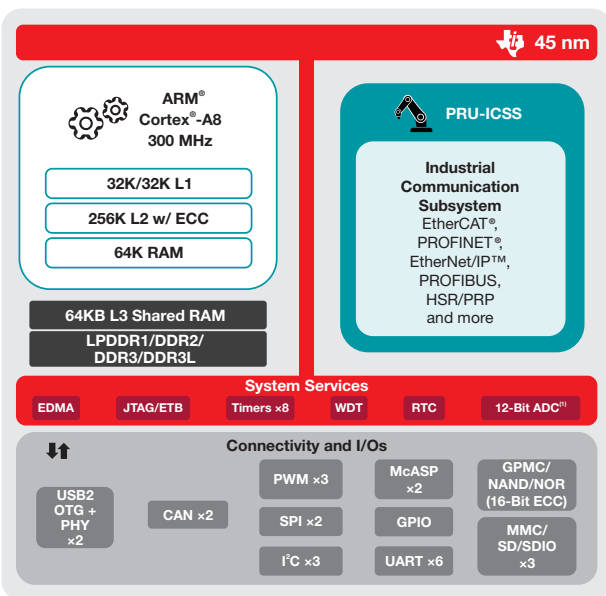 45 nm
ARM®
Cortex®-A8
300 MHz
32K/32K L1
256K L2 w/ ECC
64K RAM
64KB L3 Shared RAM
LPDDR1/DDR2/
DDR3/DDR3L
PRU-ICSS
Industrial
Communication
Subsystem
EtherCAT®,
PROFINET®,
EtherNet/IP™,
PROFIBUS,
HSR/PRP
and more
System Services
EDMA
JTAG/ETB
Timers ×8
WDT
RTC
12-Bit ADC(1)
Connectivity and I/Os
USB2
OTG +
PHY
×2
CAN ×2
PWM ×3
SPI ×2
I²C ×3
McASP
×2
GPIO
UART ×6
GPMC/
NAND/NOR
(16-Bit ECC)
MMC/
SD/SDIO
×3